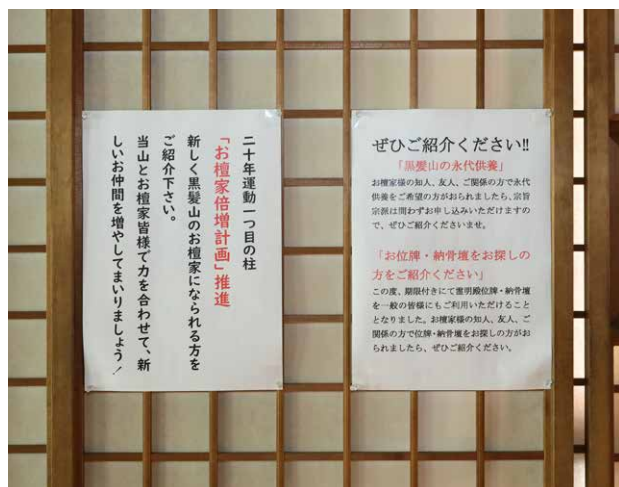 二十年運動一つ目の柱
「お檀家倍増計画」推進
新しく黒髪山のお檀家になられる方を
ご紹介下さい。
当山とお檀家皆様で力を合わせて、新
しいお仲間を増やしてまいりましょう！
ぜひご紹介ください!!
「黒髪山の永代供養」
お檀家様の知人、友人、ご関係の方で永代
供養をご希望の方がおられましたら、宗旨
宗派は問わずお申し込みいただけますの
で、ぜひご紹介くださいませ。
「お位牌・納骨壇をお探しの
方をご紹介ください」
この度、期限付きにて霊明殿位牌・納骨壇
を一般の皆様にもご利用いただけること
となりました。お檀家様の知人、友人、ご
関係の方で位牌・納骨壇をお探しの方がお
られましたら、ぜひご紹介ください。